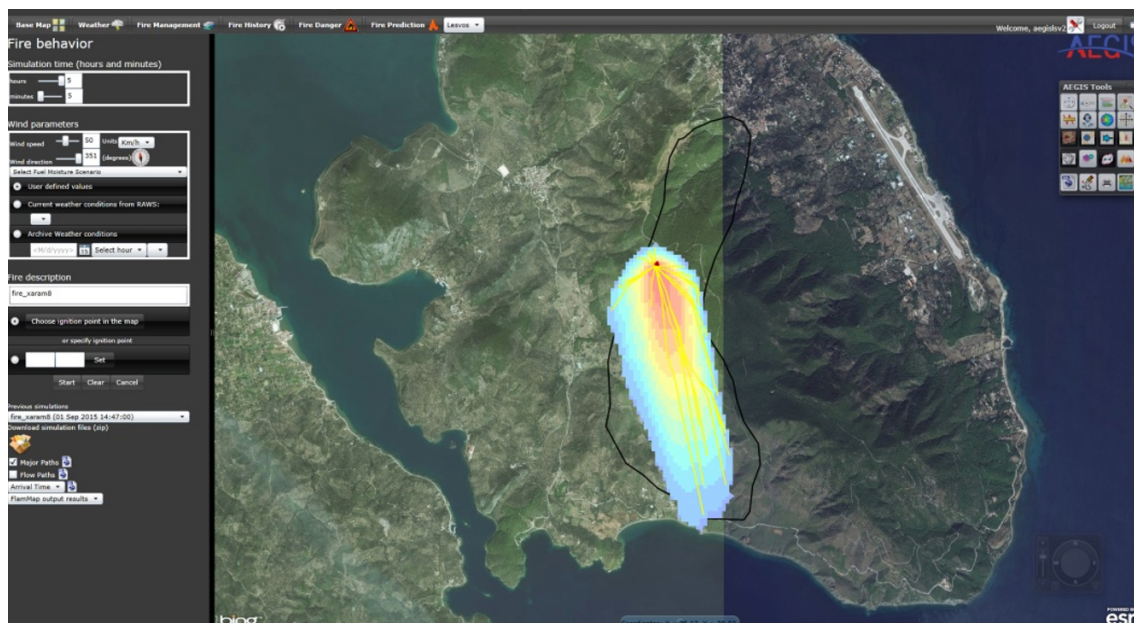 Base Map Weather Fire Management Fire History Fire Danger Fire Prediction Lesvos
Welcome, aegislsv2 Logout
Fire behavior
Simulation time (hours and minutes)
hours 5
minutes 5
Wind parameters
Wind speed 50 Units Km/h
Wind direction 351 (degrees)
Select Fuel Moisture Scenario
User defined values
Current weather conditions from RAWS:
Archive Weather conditions
<M/d/yyyy> 15 Select hour
Fire description
fire_xaram8
Choose ignition point in the map
or specify ignition point
Set
Start Clear Cancel
Previous simulations
fire_xaram8 (01 Sep 2015 14:47:00)
Download simulation files (zip)
Major Paths
Flow Paths
Arrival Time
FlamMap output results
AEGIS
AEGIS Tools
bing
POWERED BY
esri